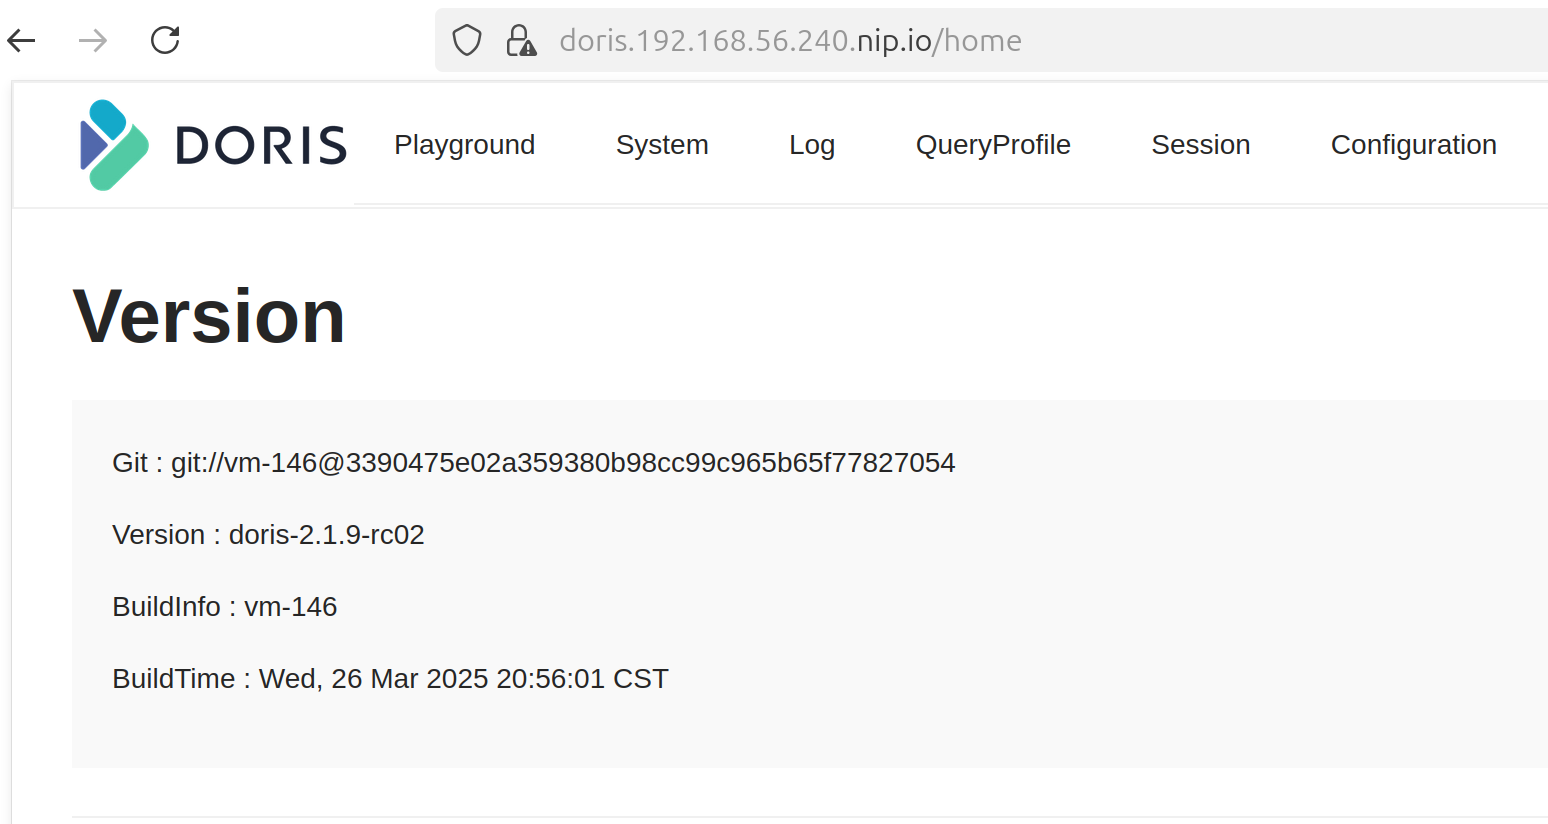 doris.192.168.56.240.nip.io/home
DORIS Playground System Log QueryProfile Session Configuration
Version
Git : git://vm-146@3390475e02a359380b98cc99c965b65f77827054
Version : doris-2.1.9-rc02
BuildInfo : vm-146
BuildTime : Wed, 26 Mar 2025 20:56:01 CST